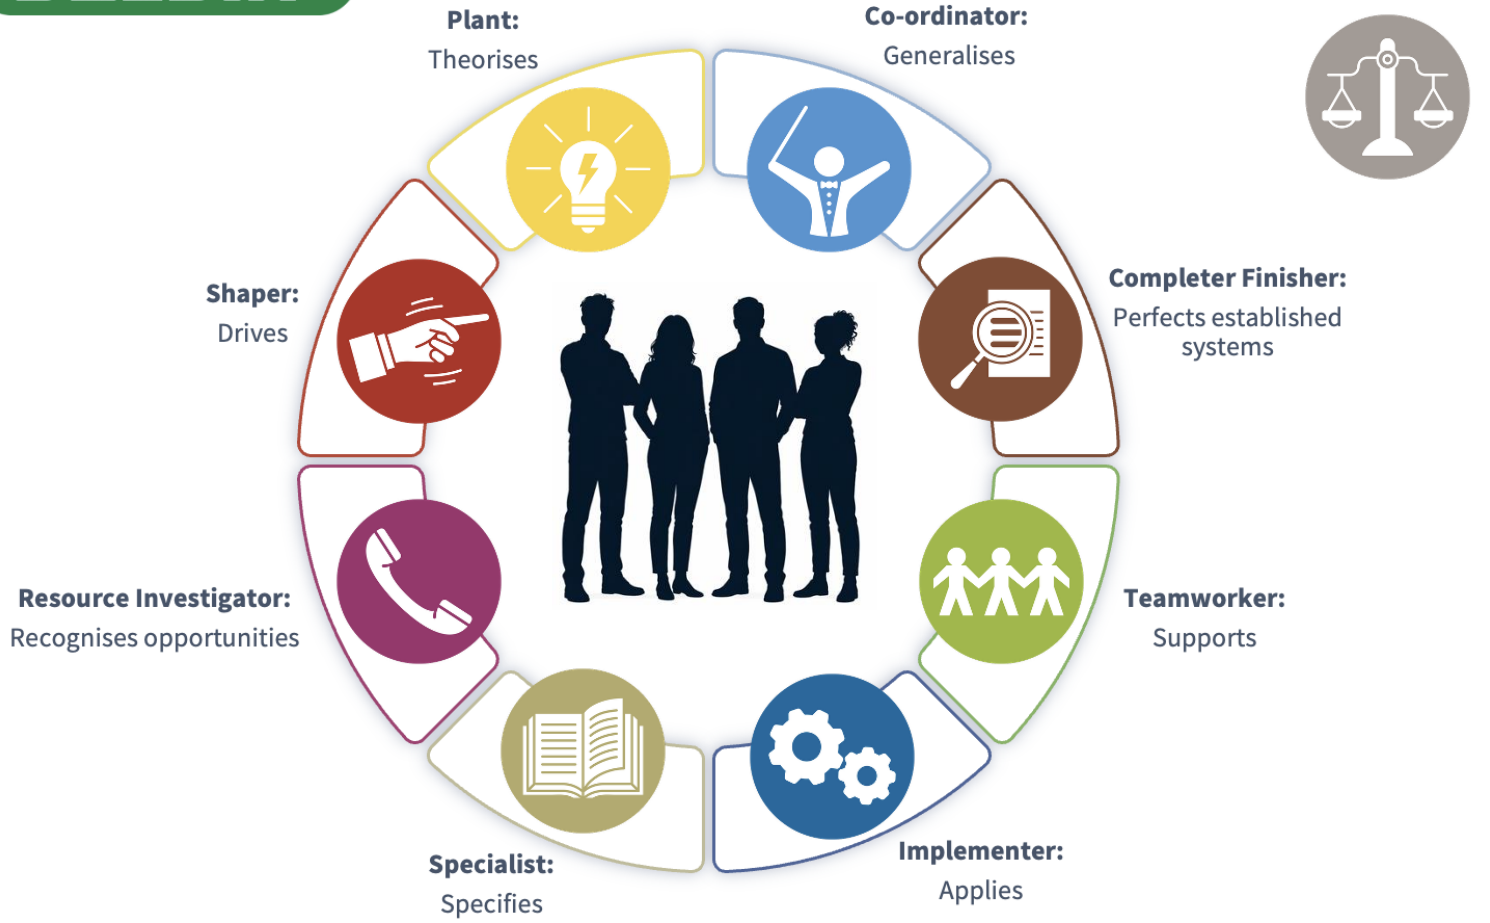 Plant:
Theorises
Co-ordinator:
Generalises
Shaper:
Drives
Completer Finisher:
Perfects established
systems
Resource Investigator:
Recognises opportunities
Teamworker:
Supports
Specialist:
Specifies
Implementer:
Applies